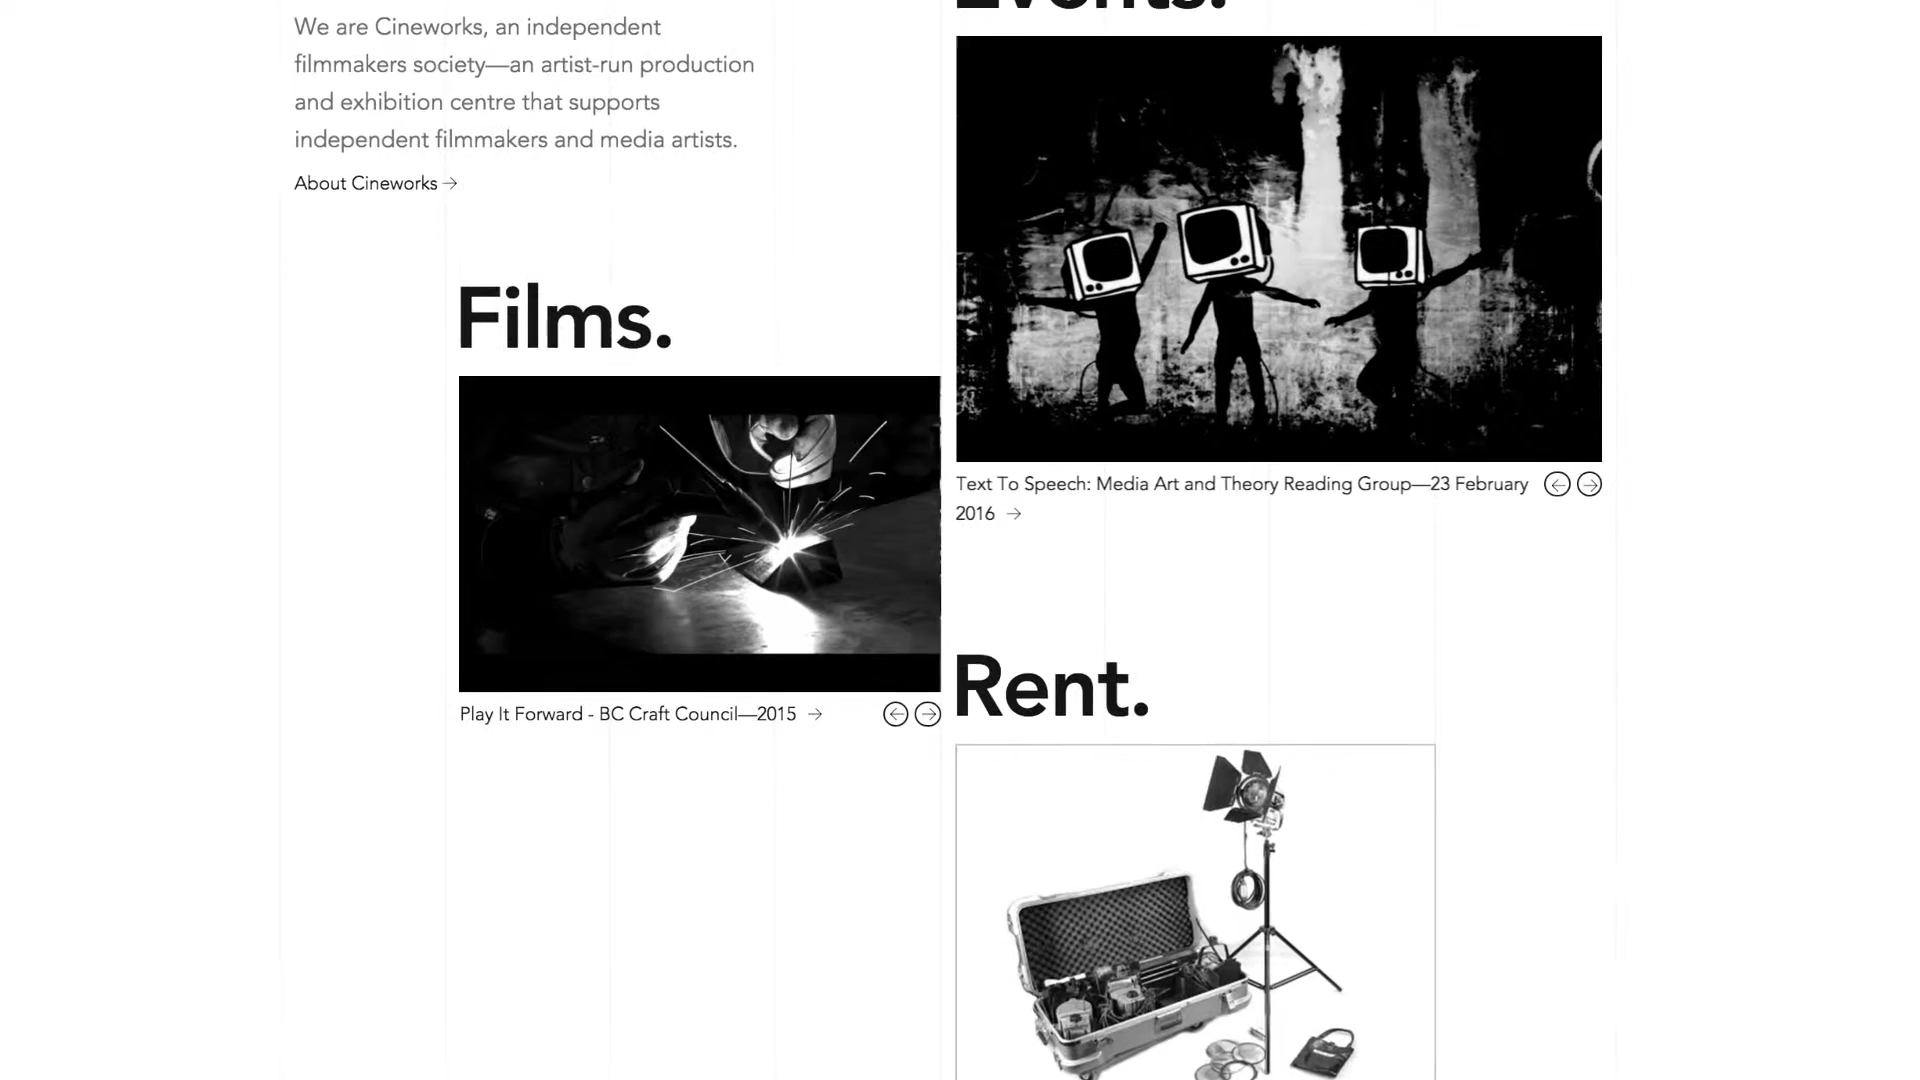 We are Cineworks, an independent
filmmakers society—an artist-run production
and exhibition centre that supports
independent filmmakers and media artists.
About Cineworks →
Films.
Play It Forward - BC Craft Council—2015 →
Events.
Text To Speech: Media Art and Theory Reading Group—23 February
2016 →
Rent.